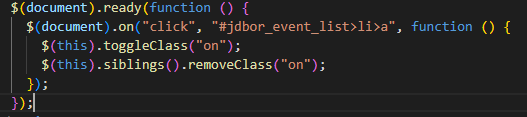 $(document).ready(function () {
  $(document).on("click", "#jdbor_event_list>li>a", function () {
    $(this).toggleClass("on");
    $(this).siblings().removeClass("on");
  });
});